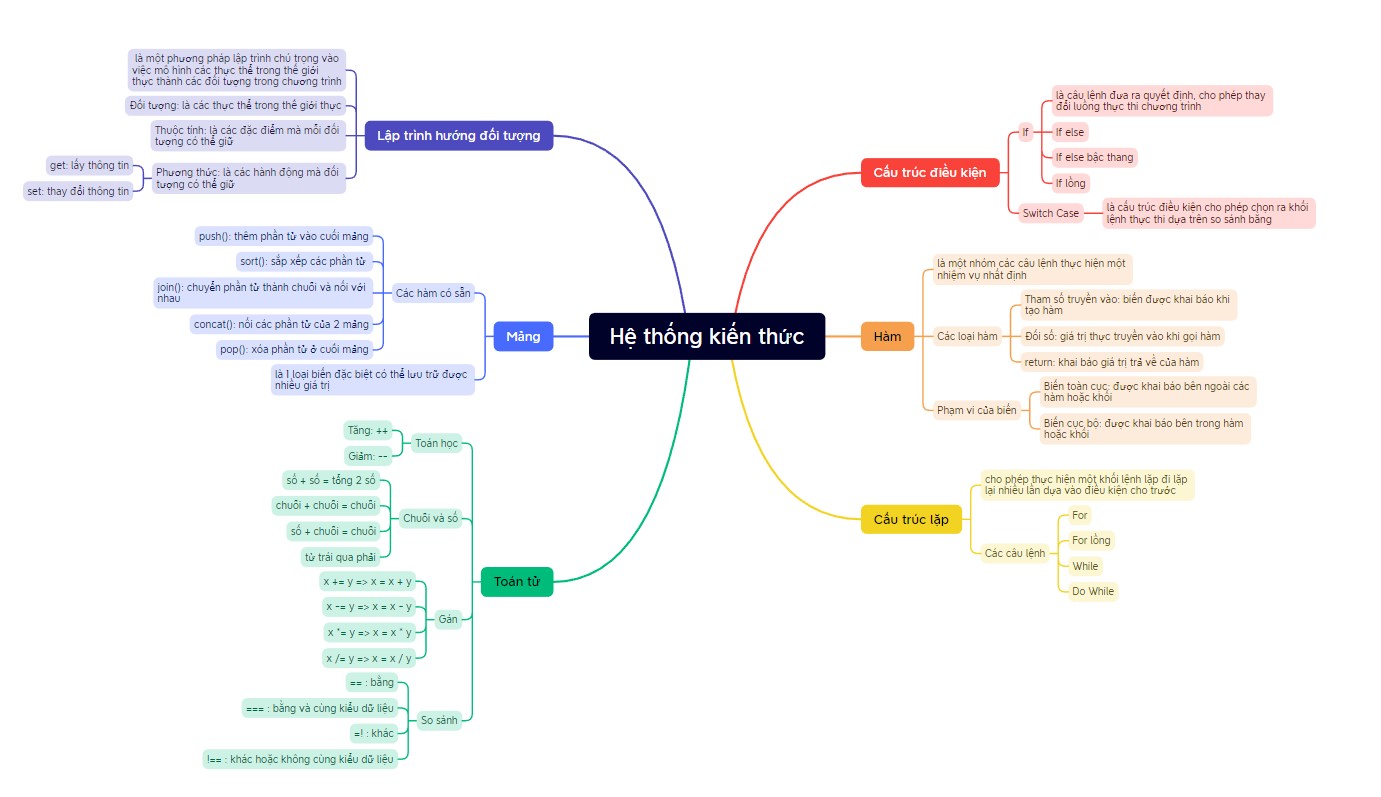 Hệ thống kiến thức
Lập trình hướng đối tượng
là một phương pháp lập trình chú trọng vào
việc mô hình các thực thể trong thế giới
thực thành các đối tượng trong chương trình
Đối tượng: là các thực thể trong thế giới thực
Thuộc tính: là các đặc điểm mà mỗi đối
tượng có thể giữ
Phương thức: là các hành động mà đối
tượng có thể giữ
get: lấy thông tin
set: thay đổi thông tin
Mảng
Các hàm có sẵn
push(): thêm phần tử vào cuối mảng
sort(): sắp xếp các phần tử
join(): chuyển phần tử thành chuỗi và nối với
nhau
concat(): nối các phần tử của 2 mảng
pop(): xóa phần tử ở cuối mảng
là 1 loại biến đặc biệt có thể lưu trữ được
nhiều giá trị
Toán tử
Toán học
Tăng: ++
Giảm: --
Chuỗi và số
số + số = tổng 2 số
chuỗi + chuỗi = chuỗi
số + chuỗi = chuỗi
từ trái qua phải
Gán
x += y => x = x + y
x -= y => x = x - y
x *= y => x = x * y
x /= y => x = x / y
So sánh
== : bằng
=== : bằng và cùng kiểu dữ liệu
=! : khác
!== : khác hoặc không cùng kiểu dữ liệu
Cấu trúc điều kiện
If
là câu lệnh đưa ra quyết định, cho phép thay
đổi luồng thực thi chương trình
If else
If else bậc thang
If lồng
Switch Case
là cấu trúc điều kiện cho phép chọn ra khối
lệnh thực thi dựa trên so sánh bằng
Hàm
là một nhóm các câu lệnh thực hiện một
nhiệm vụ nhất định
Các loại hàm
Tham số truyền vào: biến được khai báo khi
tạo hàm
Đối số: giá trị thực truyền vào khi gọi hàm
return: khai báo giá trị trả về của hàm
Phạm vi của biến
Biến toàn cục: được khai báo bên ngoài các
hàm hoặc khối
Biến cục bộ: được khai báo bên trong hàm
hoặc khối
Cấu trúc lặp
cho phép thực hiện một khối lệnh lặp đi lặp
lại nhiều lần dựa vào điều kiện cho trước
Các câu lệnh
For
For lồng
While
Do While